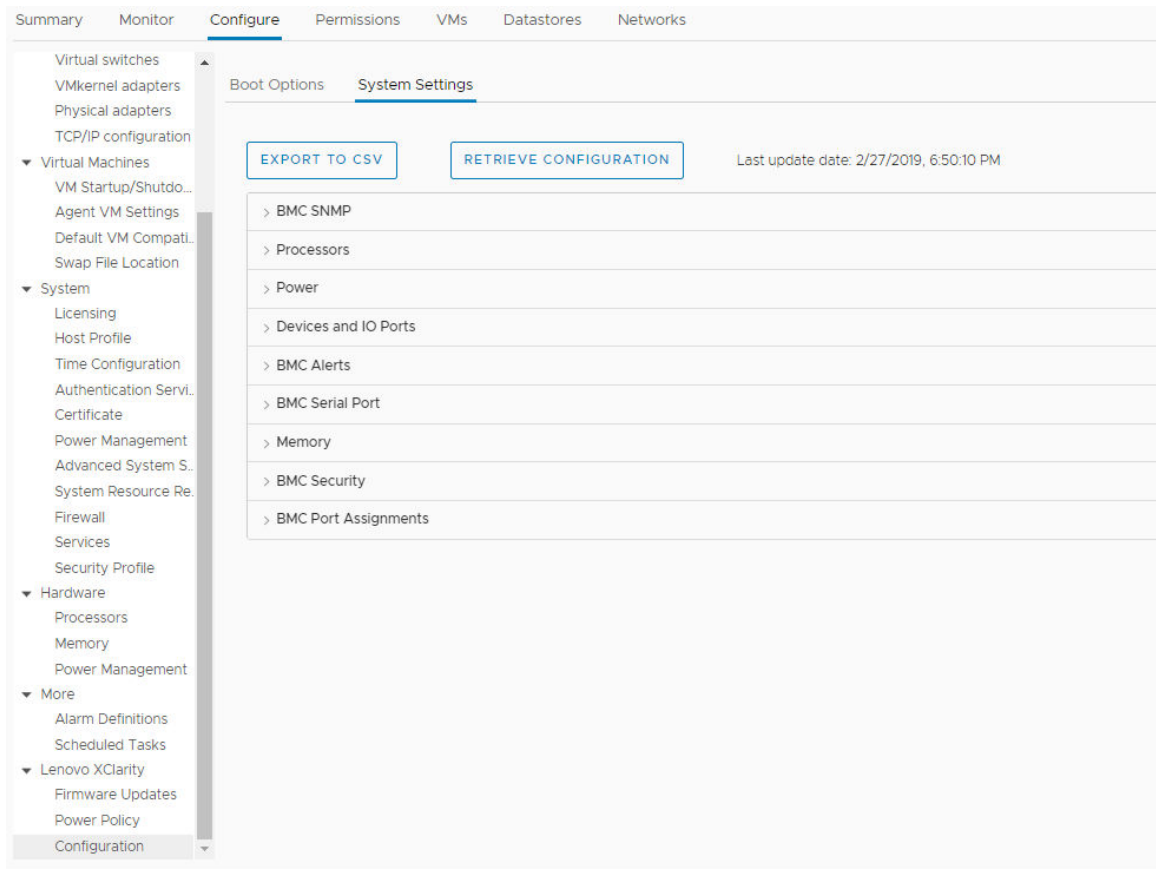 Summary Monitor Configure Permissions VMs Datastores Networks
Virtual switches
VMkernel adapters
Physical adapters
TCP/IP configuration
Virtual Machines
VM Startup/Shutdo...
Agent VM Settings
Default VM Compati..
Swap File Location
System
Licensing
Host Profile
Time Configuration
Authentication Servi..
Certificate
Power Management
Advanced System S..
System Resource Re.
Firewall
Services
Security Profile
Hardware
Processors
Memory
Power Management
More
Alarm Definitions
Scheduled Tasks
Lenovo XClarity
Firmware Updates
Power Policy
Configuration
Boot Options System Settings
EXPORT TO CSV RETRIEVE CONFIGURATION Last update date: 2/27/2019, 6:50:10 PM
BMC SNMP
Processors
Power
Devices and IO Ports
BMC Alerts
BMC Serial Port
Memory
BMC Security
BMC Port Assignments